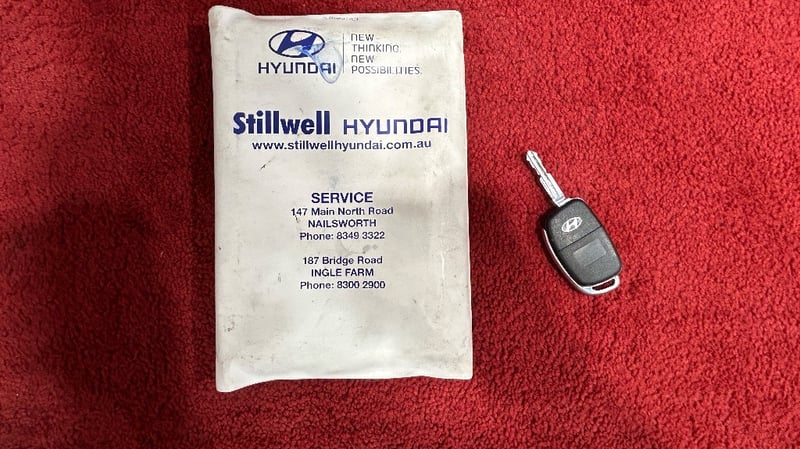 HYUNDAI
NEW
THINKING.
NEW
POSSIBILITIES.
Stillwell HYUNDAI
www.stillwellhyundai.com.au
SERVICE
147 Main North Road
NAILSWORTH
Phone: 8349 3322
187 Bridge Road
INGLE FARM
Phone: 8300 2900